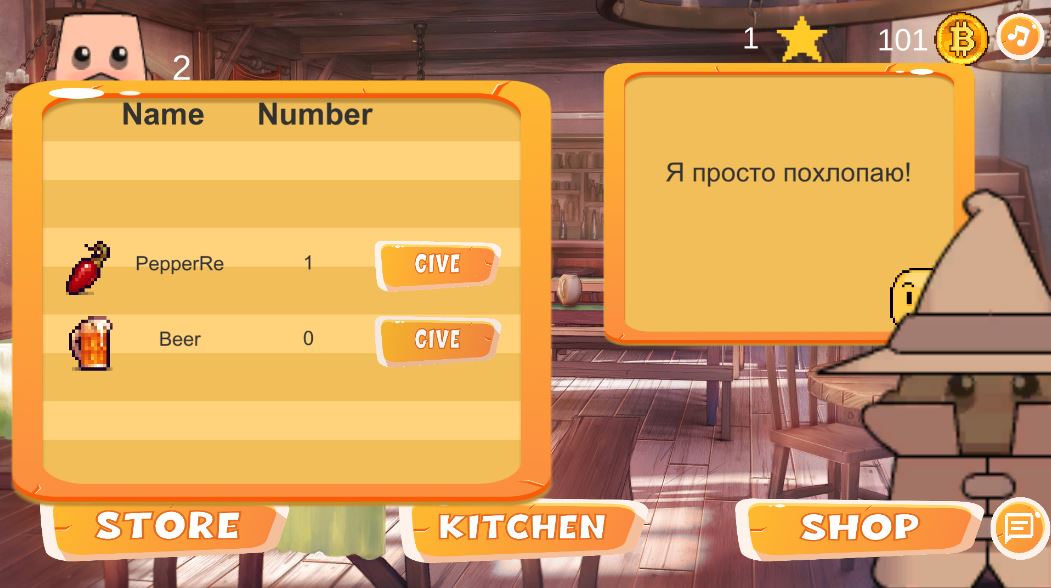 1
101
2
Name Number
Я просто похлопаю!
PepperRe 1 GIVE
Beer 0 GIVE
STORE
KITCHEN
SHOP